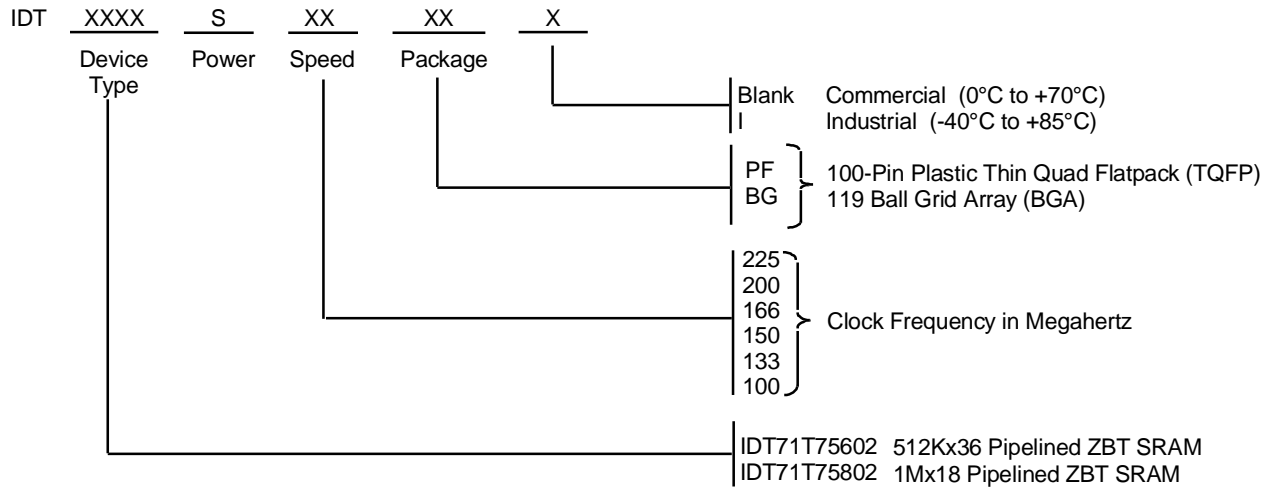 IDT XXXX S XX XX X
Device Type Power Speed Package
Blank Commercial (0°C to +70°C)
I Industrial (-40°C to +85°C)
PF 100-Pin Plastic Thin Quad Flatpack (TQFP)
BG 119 Ball Grid Array (BGA)
225
200
166
150
133
100
Clock Frequency in Megahertz
IDT71T75602 512Kx36 Pipelined ZBT SRAM
IDT71T75802 1Mx18 Pipelined ZBT SRAM